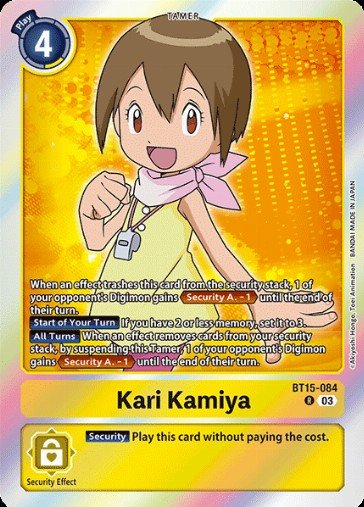 TAMER
Play
4
When an effect trashes this card from the security stack, 1 of
your opponent's Digimon gains Security A. -1 until the end of
their turn.
Start of Your Turn If you have 2 or less memory, set it to 3.
All Turns When an effect removes cards from your security
stack, by suspending this Tamer, 1 of your opponent's Digimon
gains Security A. -1 until the end of their turn.
©Akiyoshi Hongo, Toei Animation BANDAI MADE IN JAPAN
BT15-084
Kari Kamiya
R 03
Security Play this card without paying the cost.
Security Effect